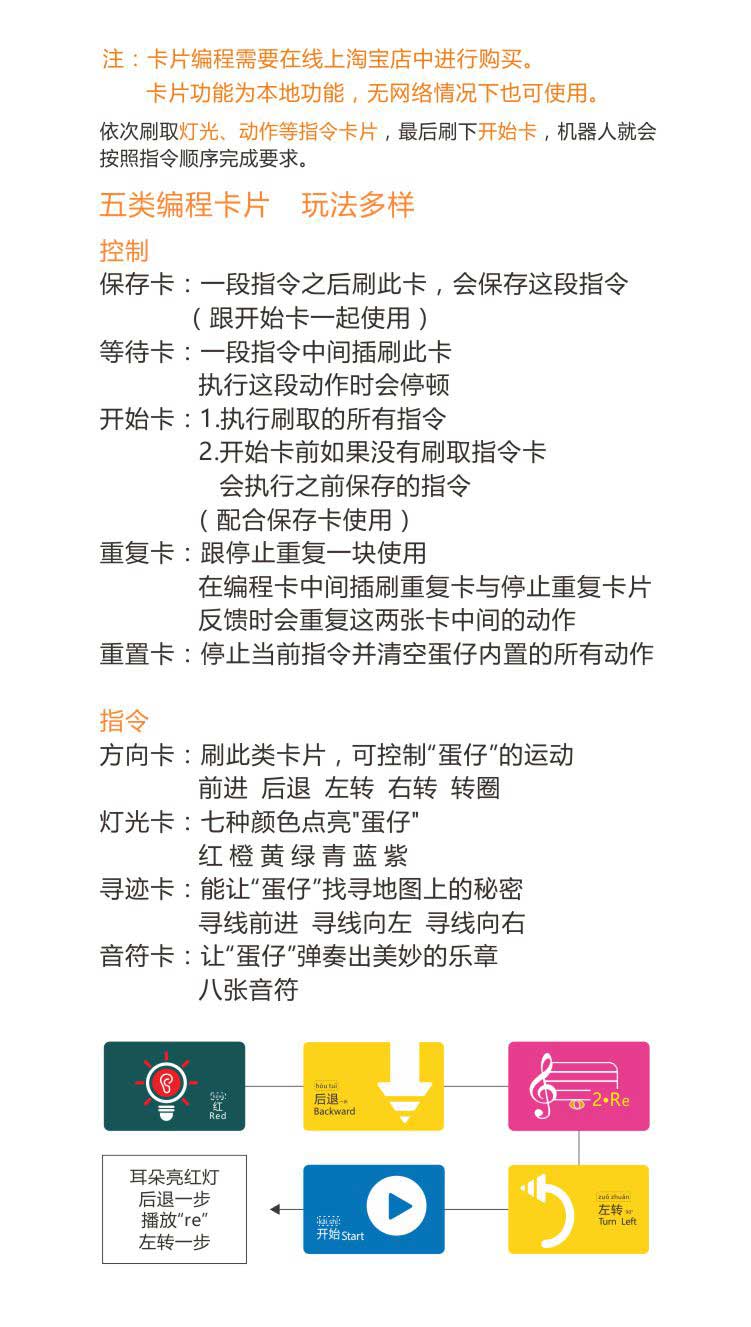 注：卡片编程需要在线上淘宝店中进行购买。
卡片功能为本地功能，无网络情况下也可使用。
依次刷取灯光、动作等指令卡片，最后刷下开始卡，机器人就会
按照指令顺序完成要求。
五类编程卡片 玩法多样
控制
保存卡：一段指令之后刷此卡，会保存这段指令
（跟开始卡一起使用）
等待卡：一段指令中间插刷此卡
执行这段动作时会停顿
开始卡：1.执行刷取的所有指令
2.开始卡前如果没有刷取指令卡
会执行之前保存的指令
（配合保存卡使用）
重复卡：跟停止重复一块使用
在编程卡中间插刷重复卡与停止重复卡片
反馈时会重复这两张卡中间的动作
重置卡：停止当前指令并清空蛋仔内置的所有动作
指令
方向卡：刷此类卡片，可控制“蛋仔”的运动
前进 后退 左转 右转 转圈
灯光卡：七种颜色点亮"蛋仔"
红 橙 黄 绿 青 蓝 紫
寻迹卡：能让“蛋仔”找寻地图上的秘密
寻线前进 寻线向左 寻线向右
音符卡：让“蛋仔”弹奏出美妙的乐章
八张音符
红
Red
hòu tuì
后退
Backward
2•Re
耳朵亮红灯
后退一步
播放“re”
左转一步
开始 Start
zuǒ zhuǎn
左转
Turn Left